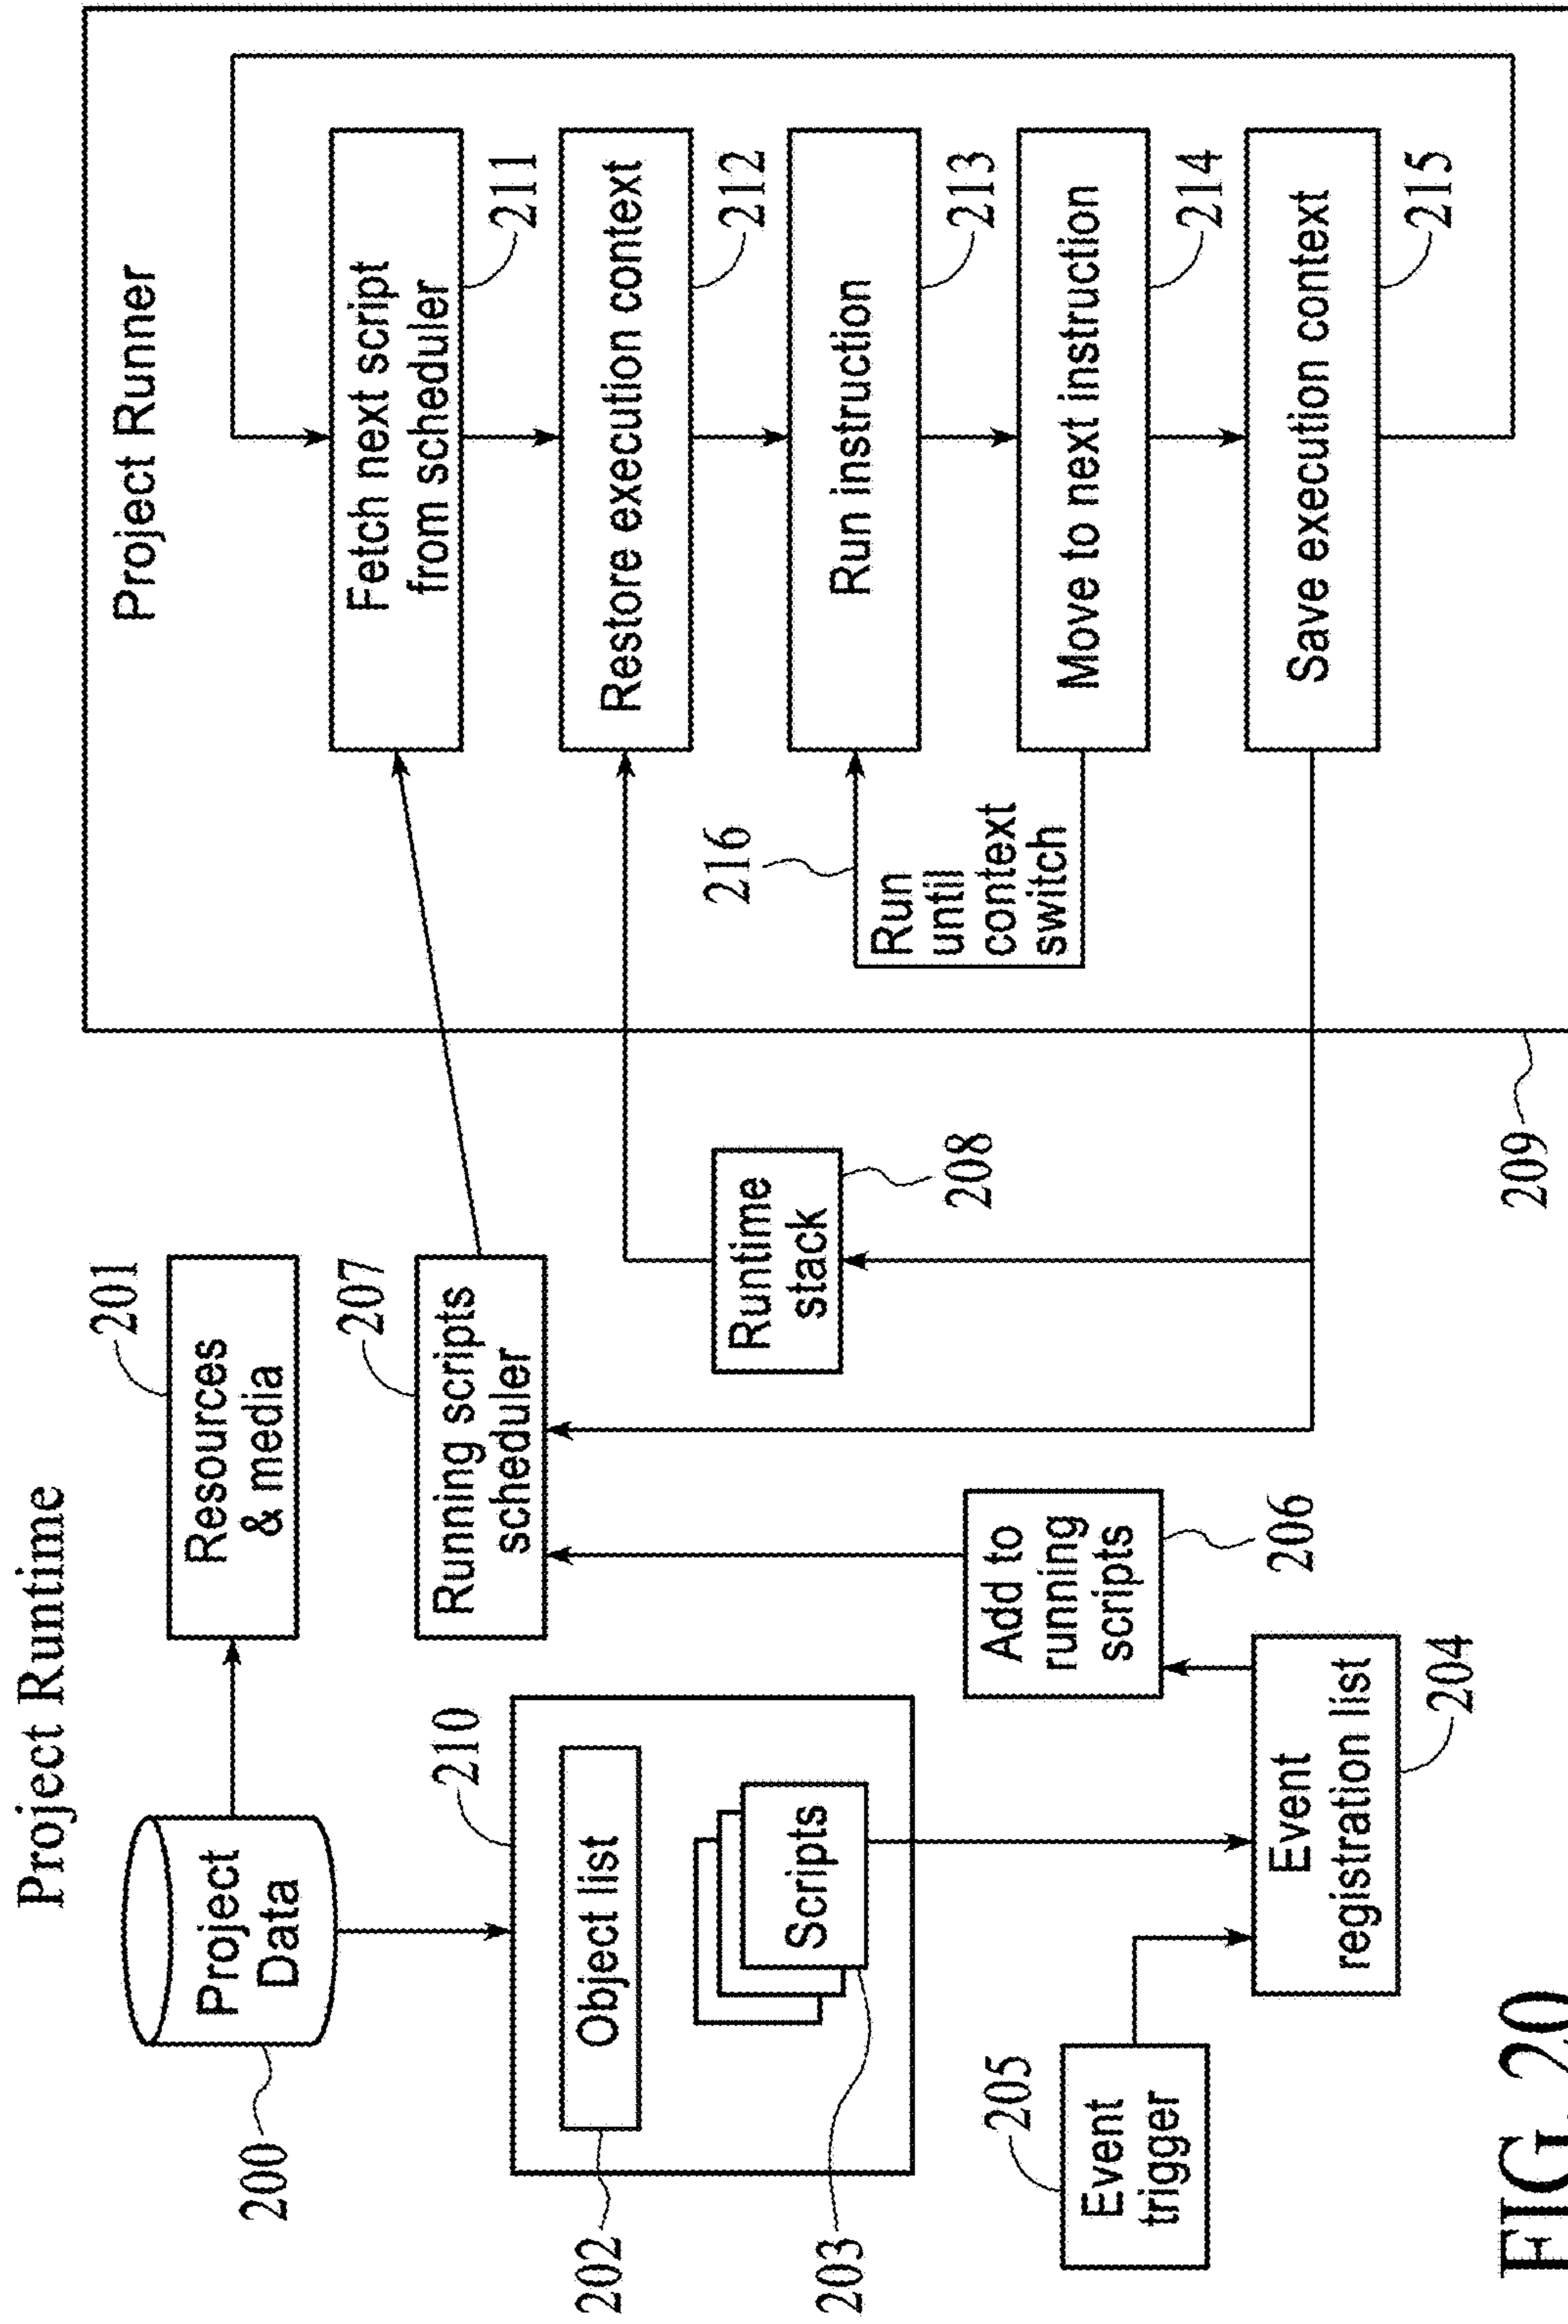 Project Runtime
200
Project
Data
201
Resources
& media
210
202
Object list
203
Scripts
205
Event
trigger
204
Event
registration list
206
Add to
running
scripts
207
Running scripts
scheduler
208
Runtime
stack
209
Project Runner
Fetch next script
from scheduler
211
Restore execution context
212
216
Run
until
context
switch
Run instruction
213
Move to next instruction
214
Save execution context
215
FIG. 20